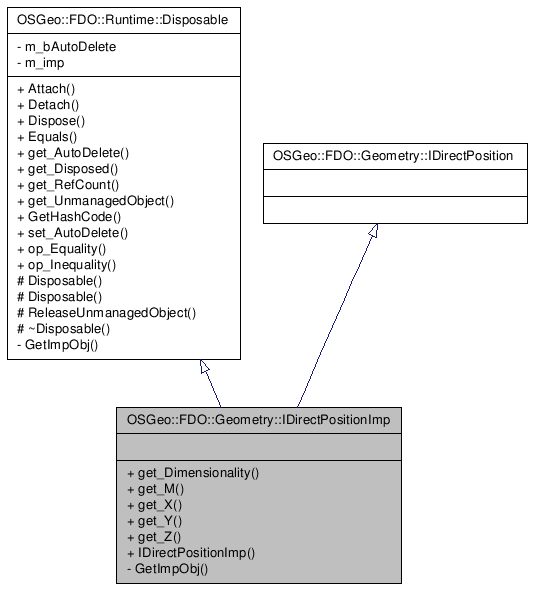 OSGeo::FDO::Runtime::Disposable
- m_bAutoDelete
- m_imp
+ Attach()
+ Detach()
+ Dispose()
+ Equals()
+ get_AutoDelete()
+ get_Disposed()
+ get_RefCount()
+ get_UnmanagedObject()
+ GetHashCode()
+ set_AutoDelete()
+ op_Equality()
+ op_Inequality()
# Disposable()
# Disposable()
# ReleaseUnmanagedObject()
# ~Disposable()
- GetImpObj()
OSGeo::FDO::Geometry::IDirectPosition
OSGeo::FDO::Geometry::IDirectPositionImp
+ get_Dimensionality()
+ get_M()
+ get_X()
+ get_Y()
+ get_Z()
+ IDirectPositionImp()
- GetImpObj()